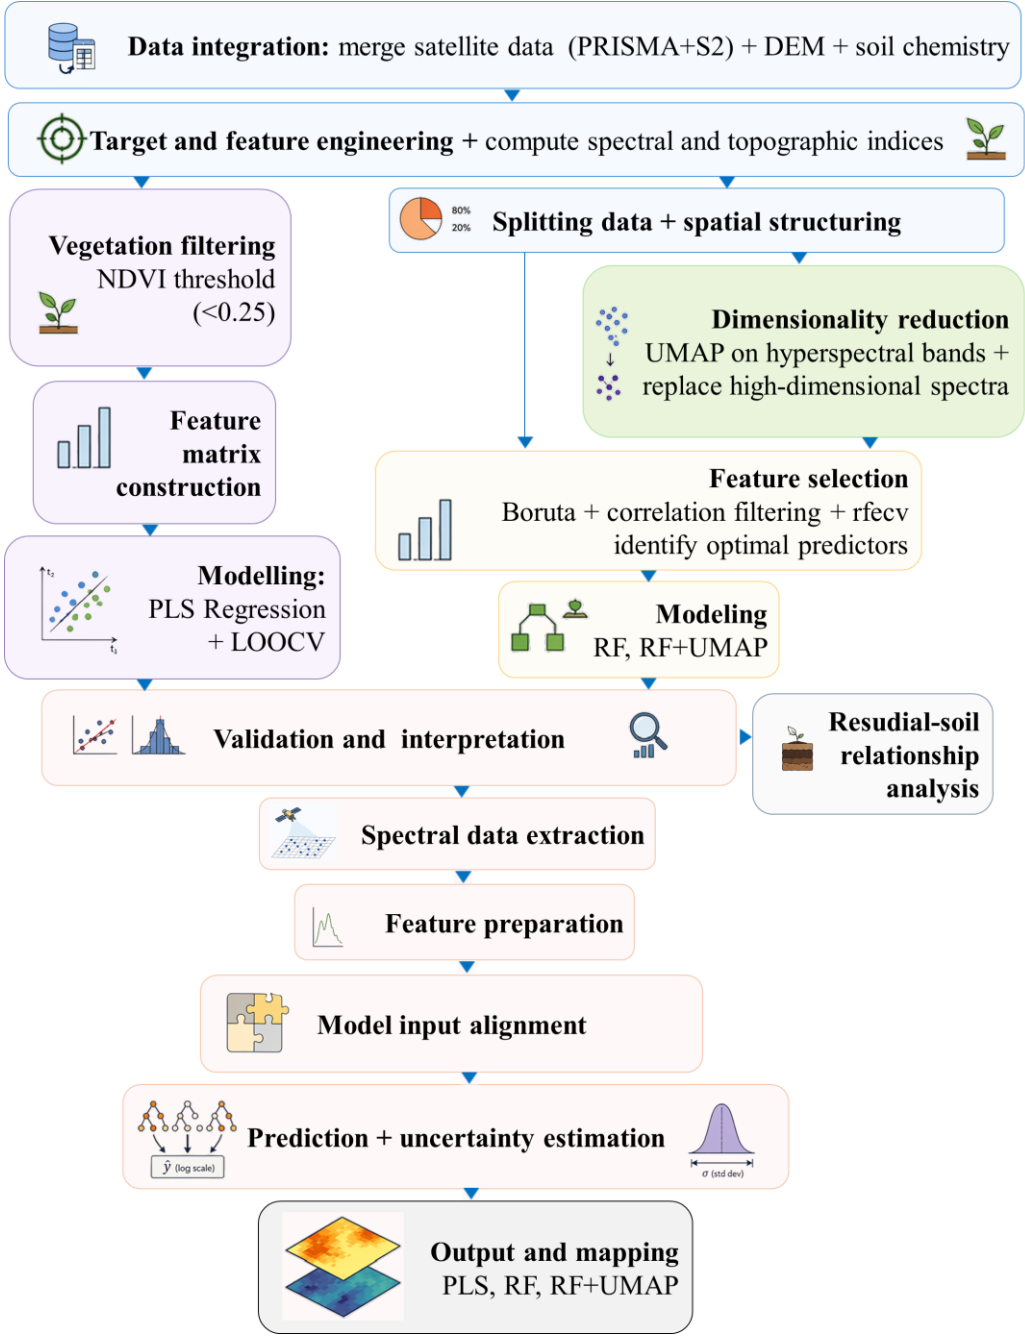 Data integration: merge satellite data (PRISMA+S2) + DEM + soil chemistry
Target and feature engineering + compute spectral and topographic indices
Vegetation filtering
NDVI threshold
(<0.25)
80%
20%
Splitting data + spatial structuring
Dimensionality reduction
UMAP on hyperspectral bands +
replace high-dimensional spectra
Feature
matrix
construction
Feature selection
Boruta + correlation filtering + rfecv
identify optimal predictors
t₂
t₁
Modelling:
PLS Regression
+ LOOCV
Modeling
RF, RF+UMAP
Validation and interpretation
Resudial-soil
relationship
analysis
Spectral data extraction
Feature preparation
Model input alignment
Prediction + uncertainty estimation
ŷ (log scale)
σ (std dev)
Output and mapping
PLS, RF, RF+UMAP